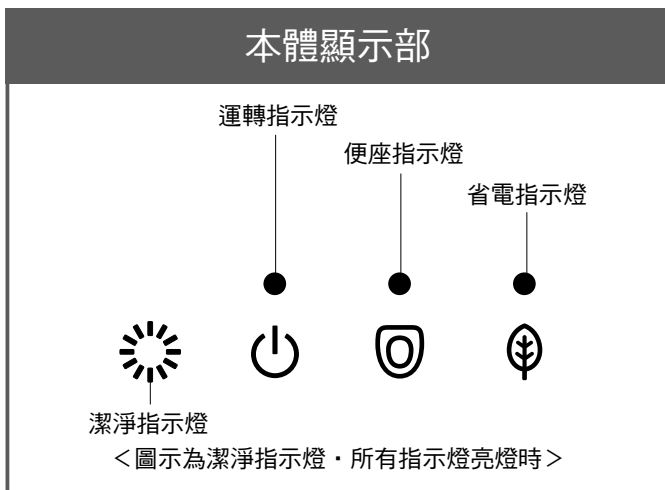 本體顯示部
運轉指示燈
便座指示燈
省電指示燈
潔淨指示燈
＜圖示為潔淨指示燈・所有指示燈亮燈時＞